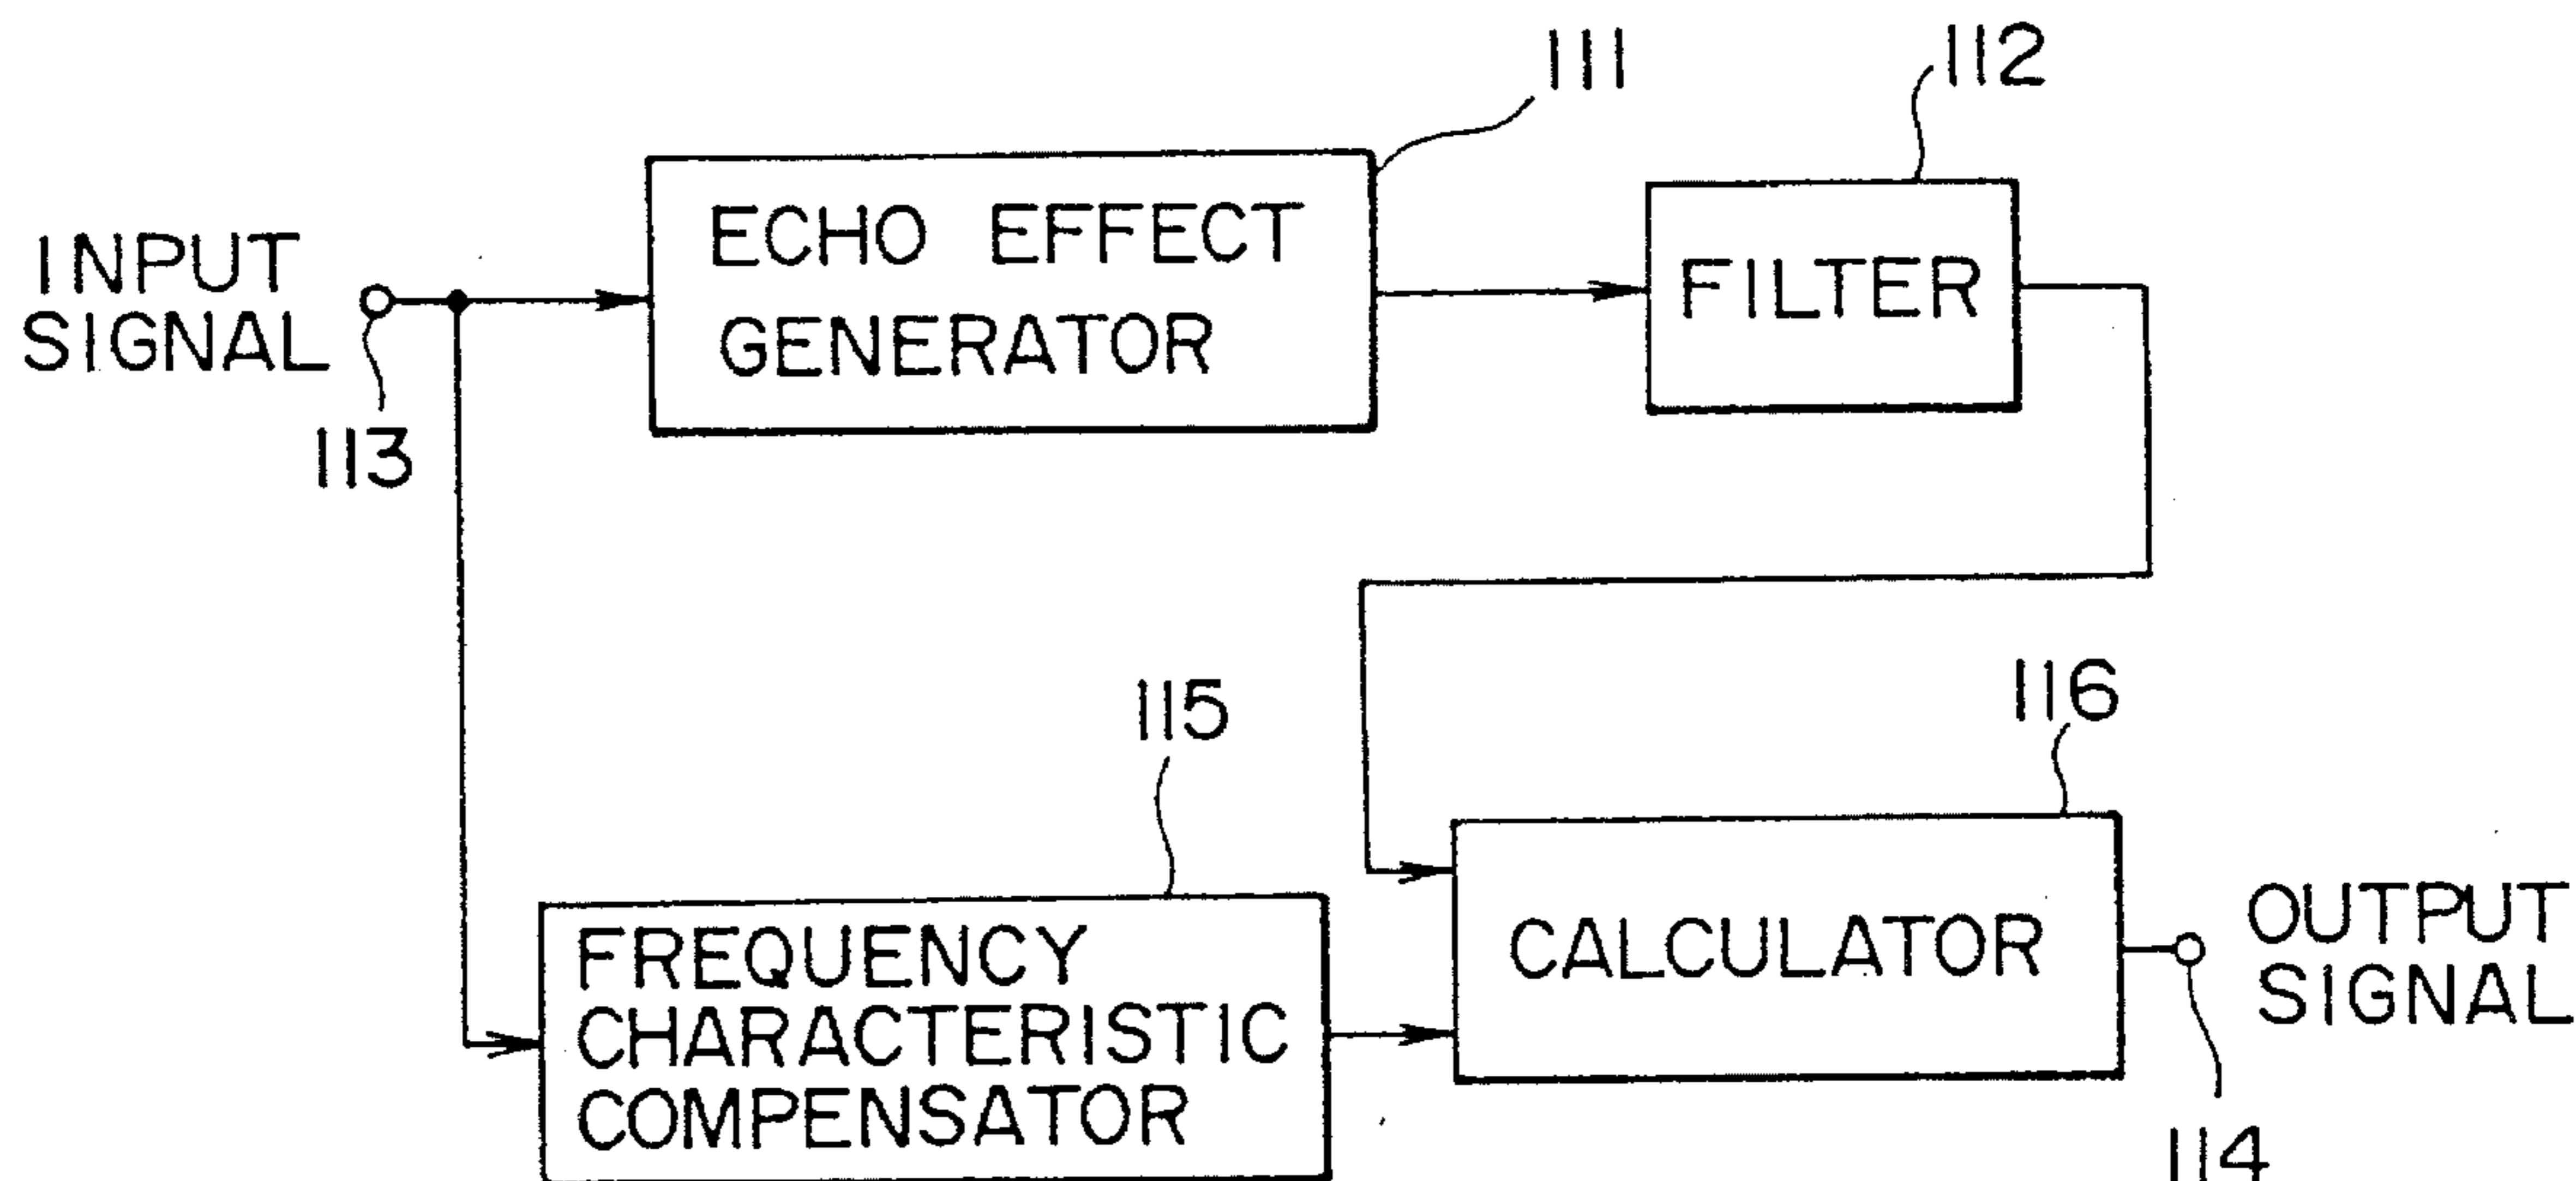 111
112
ECHO EFFECT
GENERATOR
FILTER
INPUT
SIGNAL
113
115
116
FREQUENCY
CHARACTERISTIC
COMPENSATOR
CALCULATOR
OUTPUT
SIGNAL
114